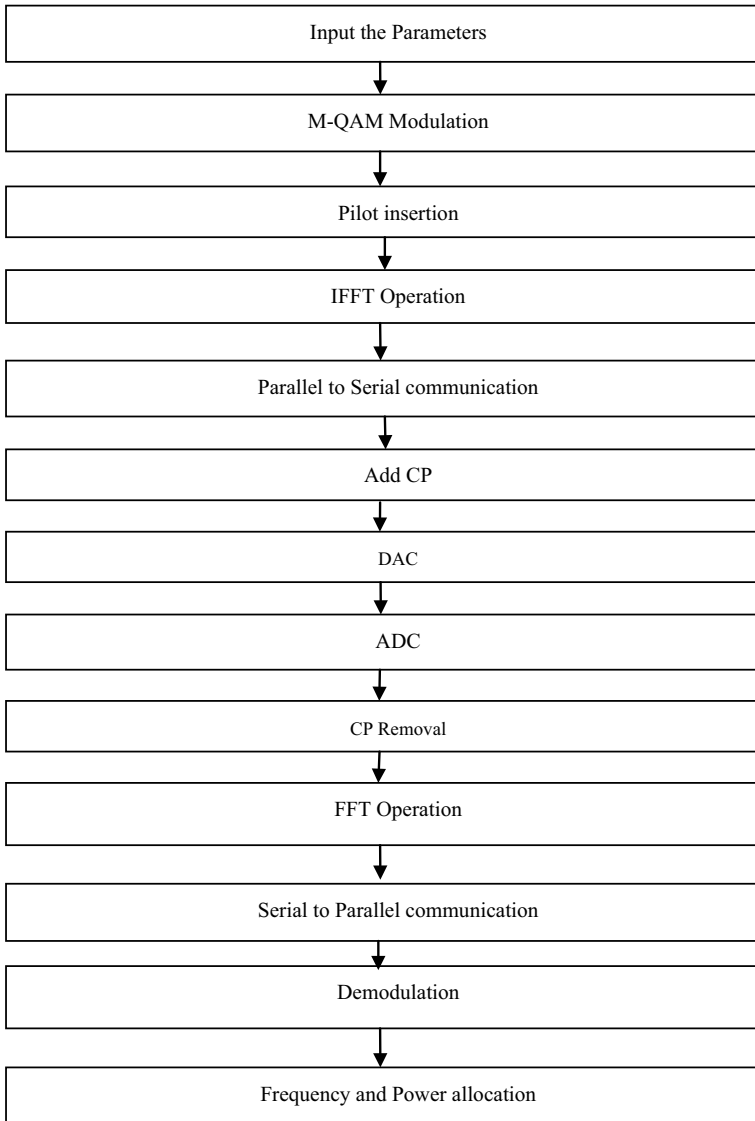 Input the Parameters
M-QAM Modulation
Pilot insertion
IFFT Operation
Parallel to Serial communication
Add CP
DAC
ADC
CP Removal
FFT Operation
Serial to Parallel communication
Demodulation
Frequency and Power allocation